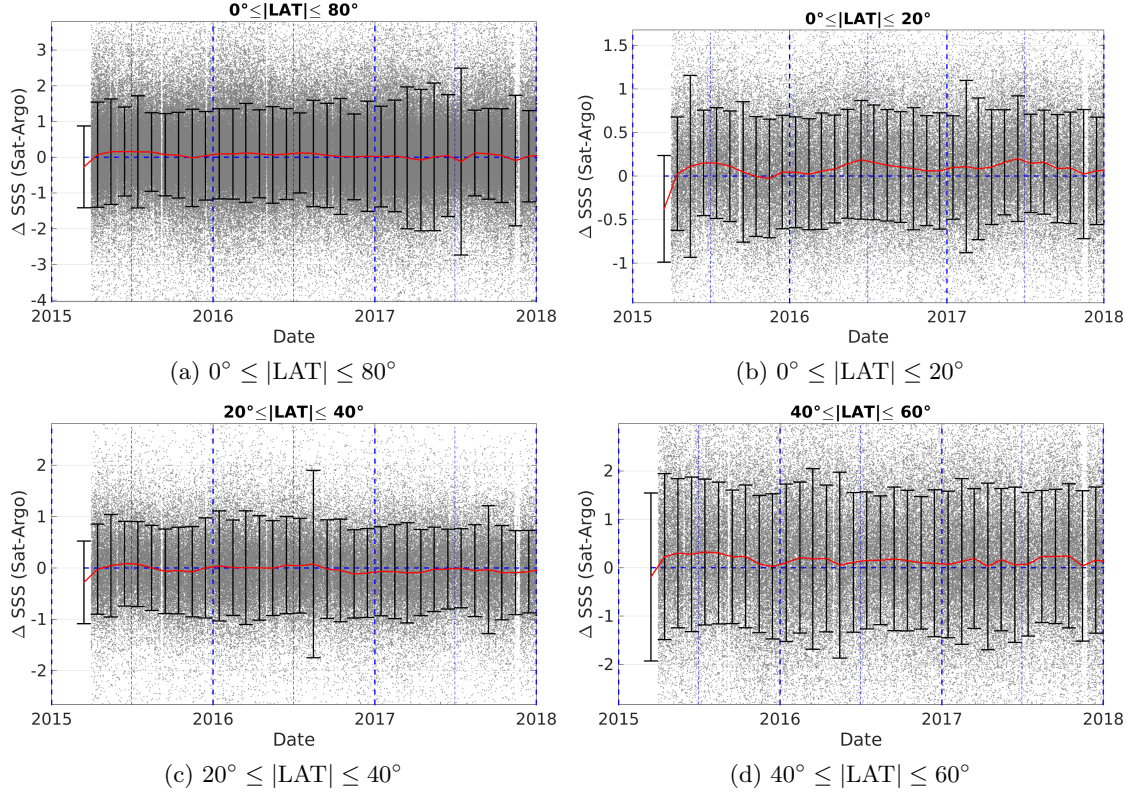 0°≤|LAT|≤ 80°
3
2
1
0
-1
-2
-3
-4
Δ SSS (Sat-Argo)
2015 2016 2017 2018
Date
(a) 0° ≤ |LAT| ≤ 80°
0°≤|LAT|≤ 20°
1.5
1
0.5
0
-0.5
-1
Δ SSS (Sat-Argo)
2015 2016 2017 2018
Date
(b) 0° ≤ |LAT| ≤ 20°
20°≤|LAT|≤ 40°
2
1
0
-1
-2
Δ SSS (Sat-Argo)
2015 2016 2017 2018
Date
(c) 20° ≤ |LAT| ≤ 40°
40°≤|LAT|≤ 60°
2
1
0
-1
-2
Δ SSS (Sat-Argo)
2015 2016 2017 2018
Date
(d) 40° ≤ |LAT| ≤ 60°